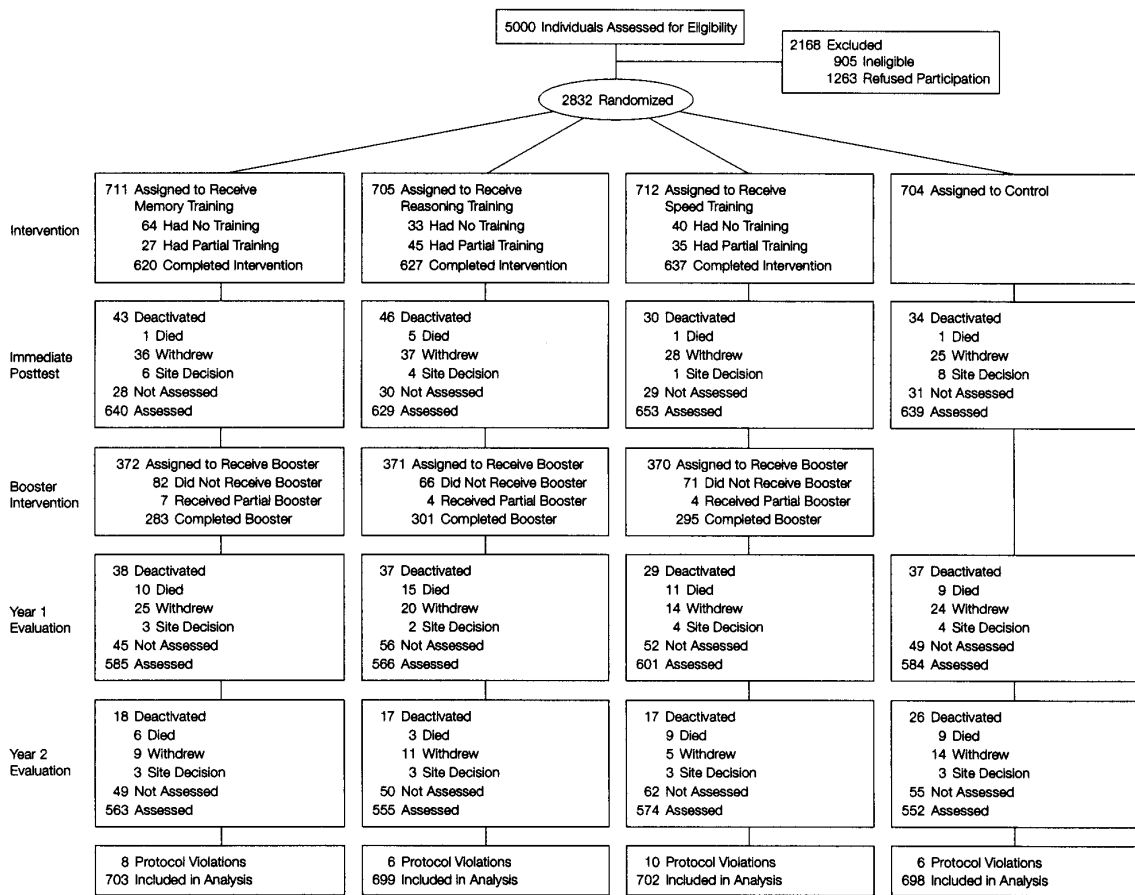 5000 Individuals Assessed for Eligibility
2168 Excluded
905 Ineligible
1263 Refused Participation
2832 Randomized
Intervention
711 Assigned to Receive
Memory Training
64 Had No Training
27 Had Partial Training
620 Completed Intervention
705 Assigned to Receive
Reasoning Training
33 Had No Training
45 Had Partial Training
627 Completed Intervention
712 Assigned to Receive
Speed Training
40 Had No Training
35 Had Partial Training
637 Completed Intervention
704 Assigned to Control
Immediate
Posttest
43 Deactivated
1 Died
36 Withdrew
6 Site Decision
28 Not Assessed
640 Assessed
46 Deactivated
5 Died
37 Withdrew
4 Site Decision
30 Not Assessed
629 Assessed
30 Deactivated
1 Died
28 Withdrew
1 Site Decision
29 Not Assessed
653 Assessed
34 Deactivated
1 Died
25 Withdrew
8 Site Decision
31 Not Assessed
639 Assessed
Booster
Intervention
372 Assigned to Receive Booster
82 Did Not Receive Booster
7 Received Partial Booster
283 Completed Booster
371 Assigned to Receive Booster
66 Did Not Receive Booster
4 Received Partial Booster
301 Completed Booster
370 Assigned to Receive Booster
71 Did Not Receive Booster
4 Received Partial Booster
295 Completed Booster
Year 1
Evaluation
38 Deactivated
10 Died
25 Withdrew
3 Site Decision
45 Not Assessed
585 Assessed
37 Deactivated
15 Died
20 Withdrew
2 Site Decision
56 Not Assessed
566 Assessed
29 Deactivated
11 Died
14 Withdrew
4 Site Decision
52 Not Assessed
601 Assessed
37 Deactivated
9 Died
24 Withdrew
4 Site Decision
49 Not Assessed
584 Assessed
Year 2
Evaluation
18 Deactivated
6 Died
9 Withdrew
3 Site Decision
49 Not Assessed
563 Assessed
17 Deactivated
3 Died
11 Withdrew
3 Site Decision
50 Not Assessed
555 Assessed
17 Deactivated
9 Died
5 Withdrew
3 Site Decision
62 Not Assessed
574 Assessed
26 Deactivated
9 Died
14 Withdrew
3 Site Decision
55 Not Assessed
552 Assessed
8 Protocol Violations
703 Included in Analysis
6 Protocol Violations
699 Included in Analysis
10 Protocol Violations
702 Included in Analysis
6 Protocol Violations
698 Included in Analysis